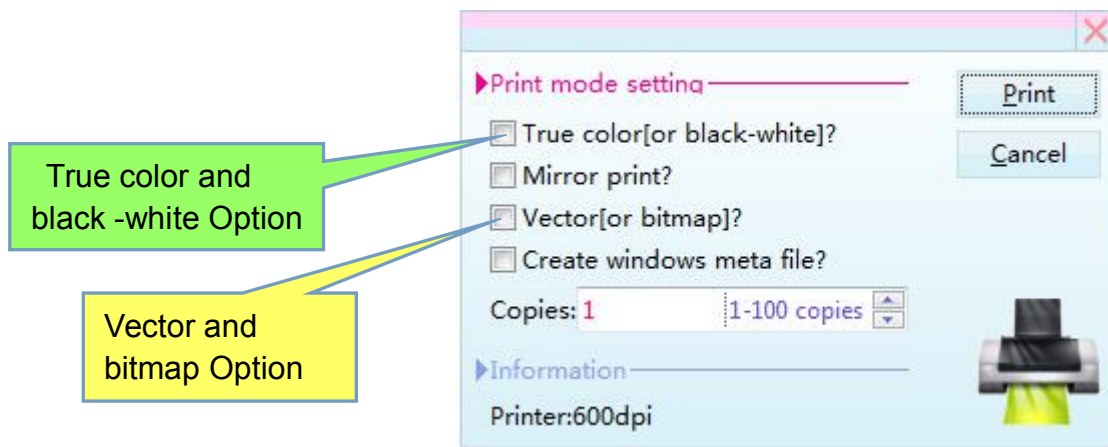 Print mode setting
Print
True color[or black-white]?
Cancel
True color and
black -white Option
Mirror print?
Vector[or bitmap]?
Create windows meta file?
Vector and
bitmap Option
Copies: 1 1-100 copies
Information
Printer:600dpi